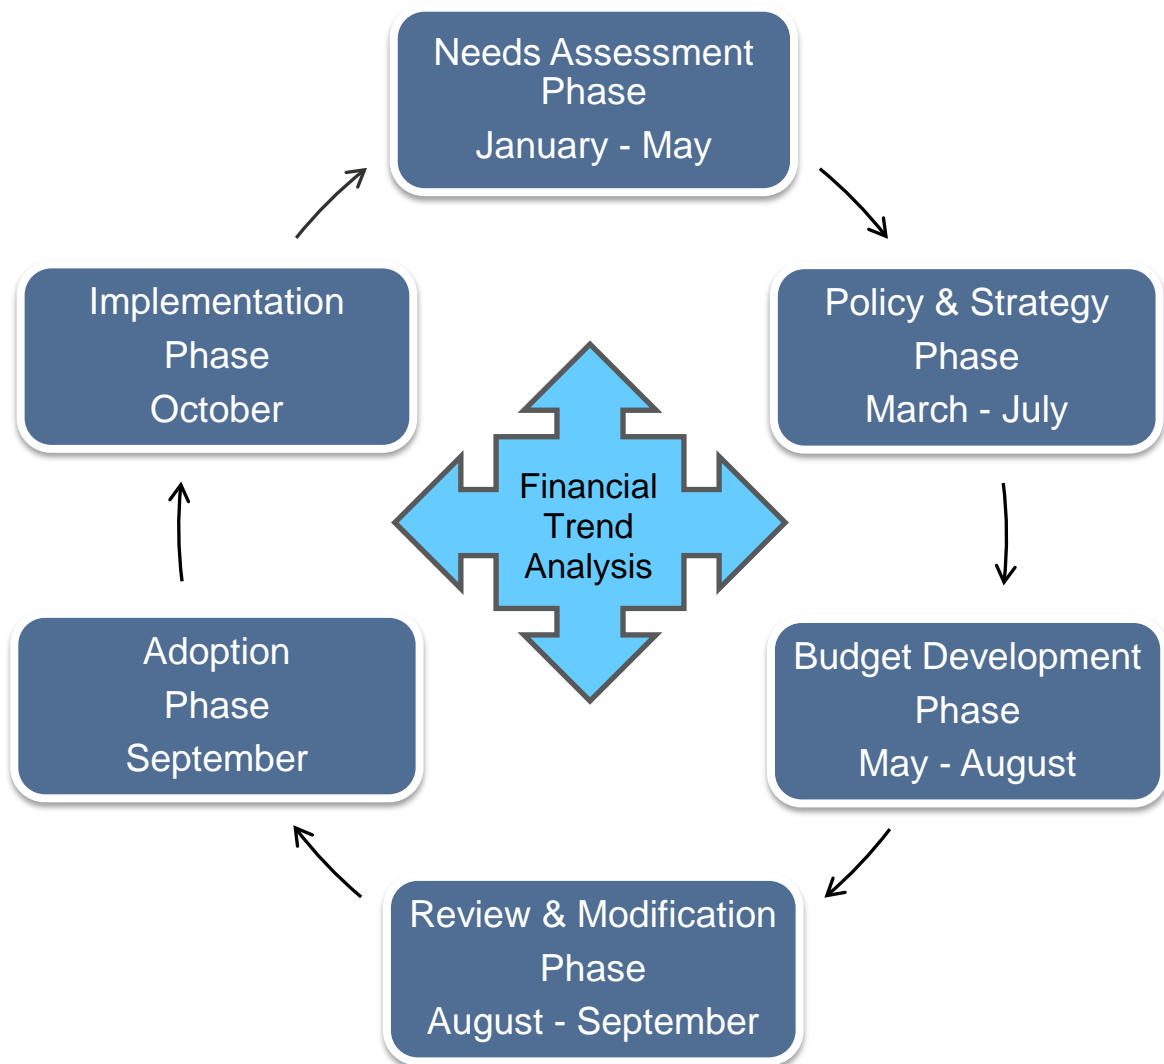 Needs Assessment
Phase
January - May
Policy & Strategy
Phase
March - July
Budget Development
Phase
May - August
Review & Modification
Phase
August - September
Adoption
Phase
September
Implementation
Phase
October
Financial
Trend
Analysis